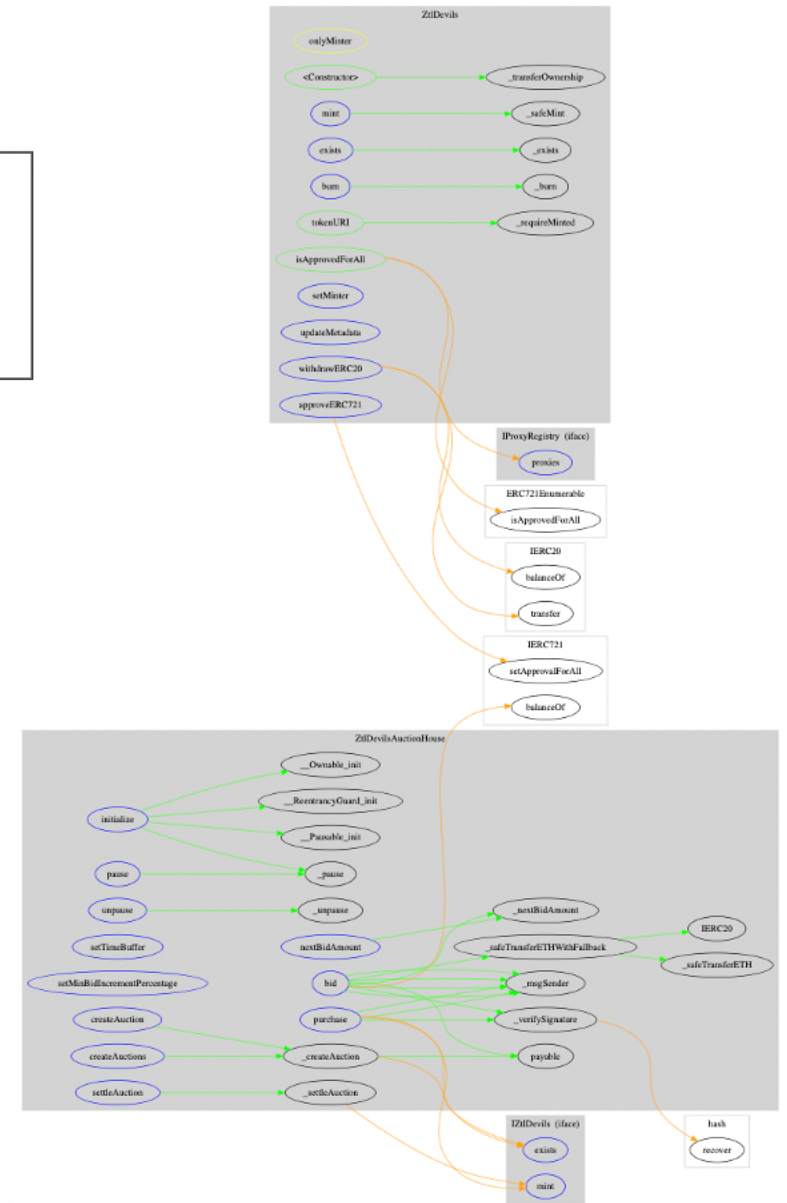 ZtlDevils
onlyMinter
<Constructor> _transferOwnership
mint _safeMint
exists _exists
burn _burn
tokenURI _requireMinted
isApprovedForAll
setMinter
updateMetadata
withdrawERC20
approveERC721
IProxyRegistry (iface)
proxies
ERC721Enumerable
isApprovedForAll
IERC20
balanceOf
transfer
IERC721
setApprovalForAll
balanceOf
ZtlDevilsAuctionHouse
__Ownable_init
__ReentrancyGuard_init
initialize
__Pausable_init
pause _pause
unpause _unpause _nextBidAmount
IERC20
setTimeBuffer nextBidAmount _safeTransferETHWithFallback
_safeTransferETH
setMinBidIncrementPercentage bid _msgSender
createAuction purchase _verifySignature
createAuctions _createAuction payable
settleAuction _settleAuction
IZtlDevils (iface) hash
exists recover
mint